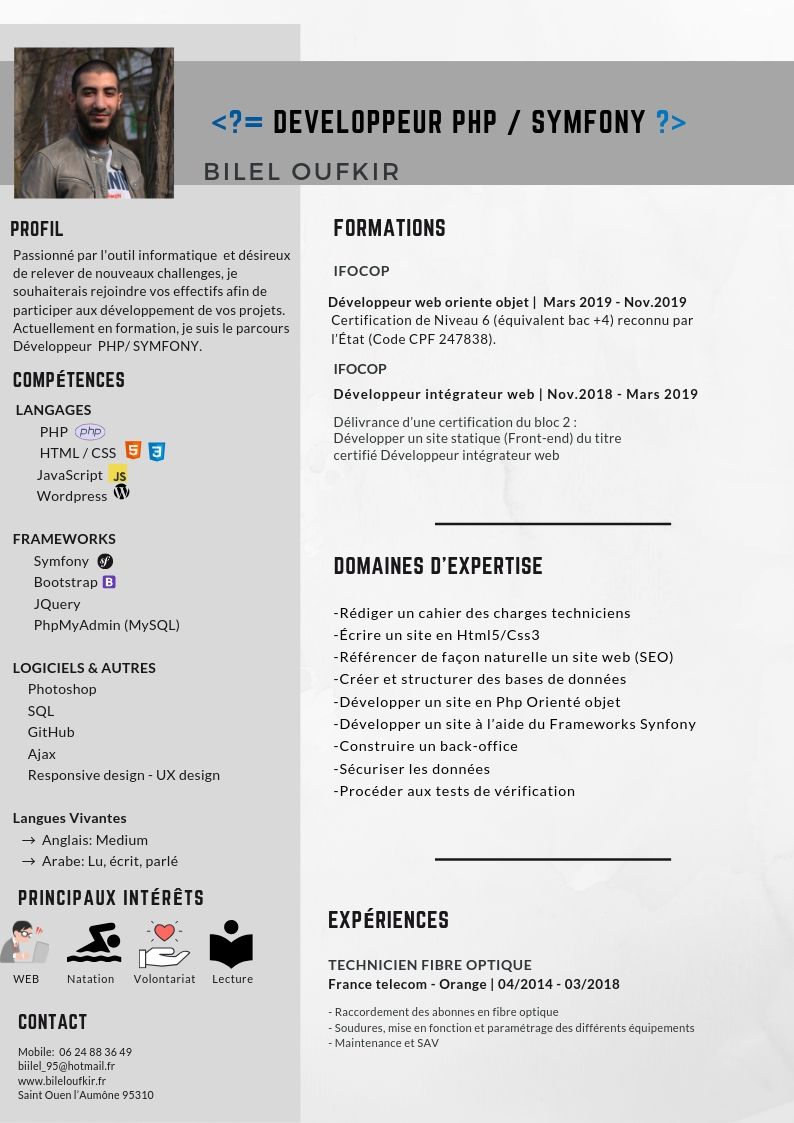 <?= DEVELOPPEUR PHP / SYMFONY ?>
BILEL OUFKIR
PROFIL
Passionné par l'outil informatique et désireux
de relever de nouveaux challenges, je
souhaiterais rejoindre vos effectifs afin de
participer aux développement de vos projets.
Actuellement en formation, je suis le parcours
Développeur PHP/ SYMFONY.
COMPÉTENCES
LANGAGES
PHP php
HTML / CSS 5 3
JavaScript JS
Wordpress W
FRAMEWORKS
Symfony sf
Bootstrap B
JQuery
PhpMyAdmin (MySQL)
LOGICIELS & AUTRES
Photoshop
SQL
GitHub
Ajax
Responsive design - UX design
Langues Vivantes
→ Anglais: Medium
→ Arabe: Lu, écrit, parlé
PRINCIPAUX INTÉRÊTS
WEB Natation Volontariat Lecture
CONTACT
Mobile: 06 24 88 36 49
biilel_95@hotmail.fr
www.bileloufkir.fr
Saint Ouen l'Aumône 95310
FORMATIONS
IFOCOP
Développeur web oriente objet | Mars 2019 - Nov.2019
Certification de Niveau 6 (équivalent bac +4) reconnu par
l'État (Code CPF 247838).
IFOCOP
Développeur intégrateur web | Nov.2018 - Mars 2019
Délivrance d'une certification du bloc 2 :
Développer un site statique (Front-end) du titre
certifié Développeur intégrateur web
DOMAINES D'EXPERTISE
-Rédiger un cahier des charges techniciens
-Écrire un site en Html5/Css3
-Référencer de façon naturelle un site web (SEO)
-Créer et structurer des bases de données
-Développer un site en Php Orienté objet
-Développer un site à l'aide du Frameworks Synfony
-Construire un back-office
-Sécuriser les données
-Procéder aux tests de vérification
EXPÉRIENCES
TECHNICIEN FIBRE OPTIQUE
France telecom - Orange | 04/2014 - 03/2018
- Raccordement des abonnes en fibre optique
- Soudures, mise en fonction et paramétrage des différents équipements
- Maintenance et SAV